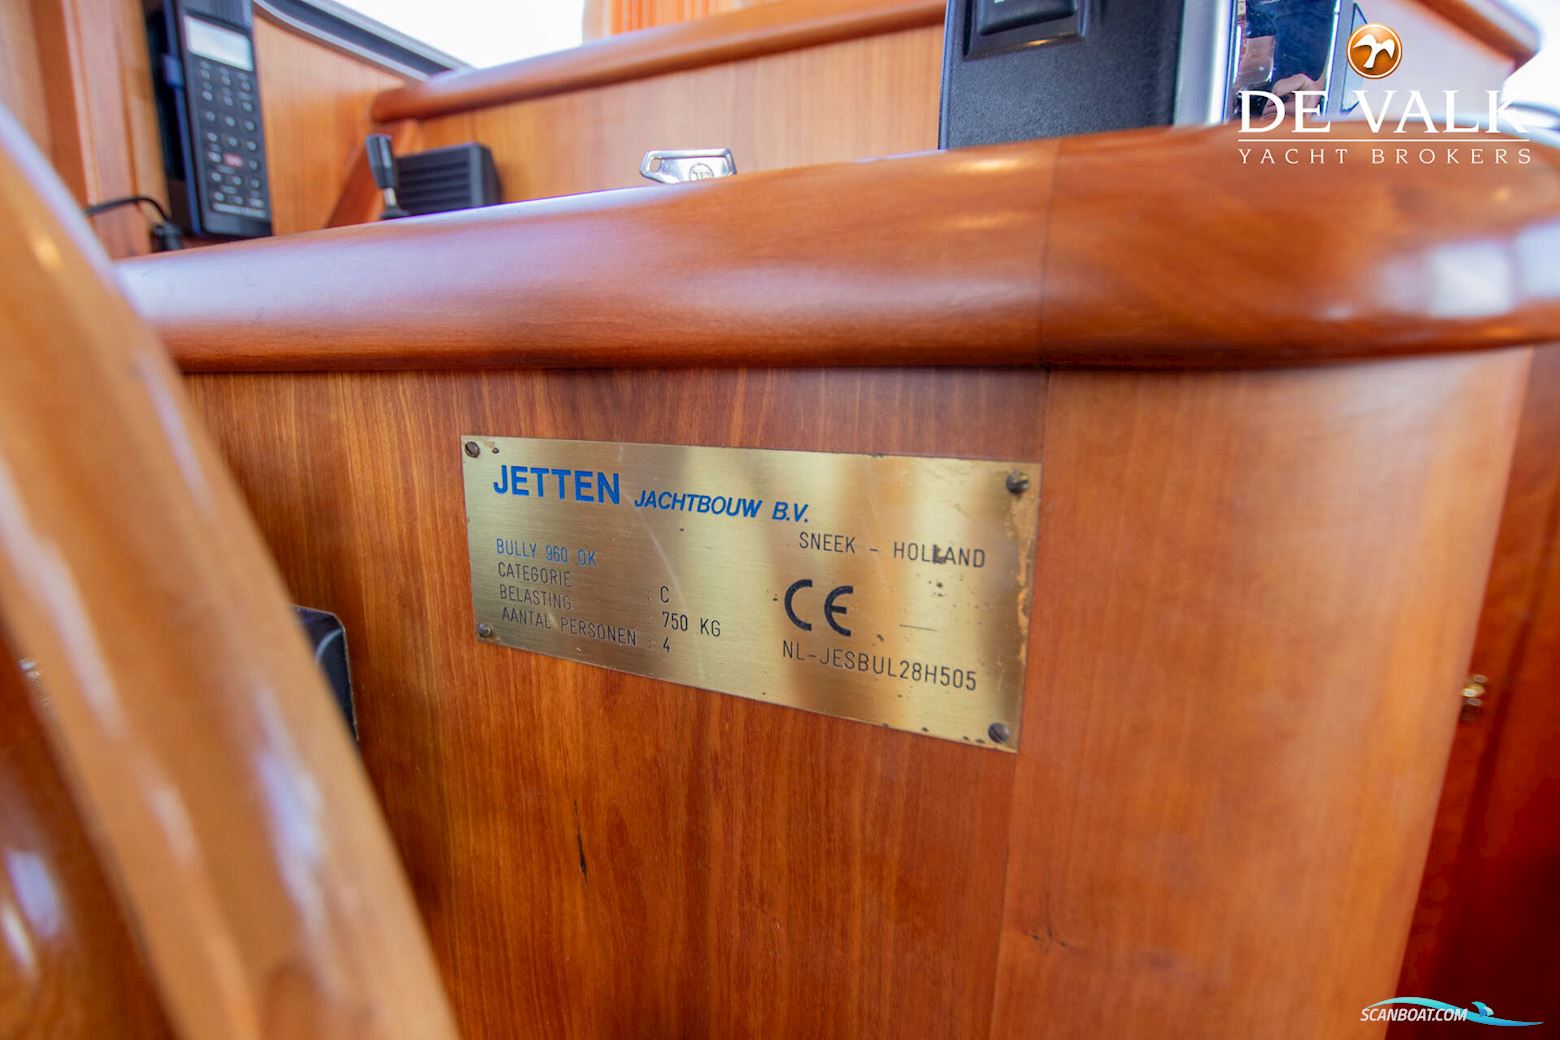 DE VALK
YACHT BROKERS
JETTEN JACHTBOUW B.V.
SNEEK - HOLLAND
BULLY 960 OK
CATEGORIE : C
BELASTING : 750 KG
AANTAL PERSONEN : 4
CE
NL-JESBUL28H505
SCANBOAT.COM